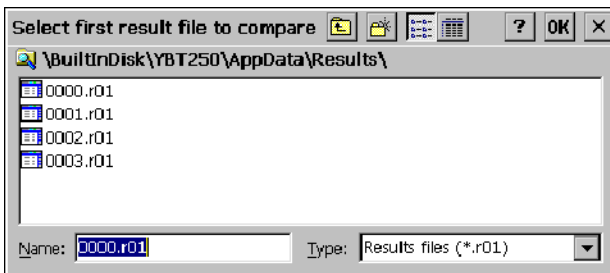 Select first result file to compare ? OK ×
\BuiltInDisk\YBT250\AppData\Results\
0000.r01
0001.r01
0002.r01
0003.r01
Name: 0000.r01 Type: Results files (*.r01)